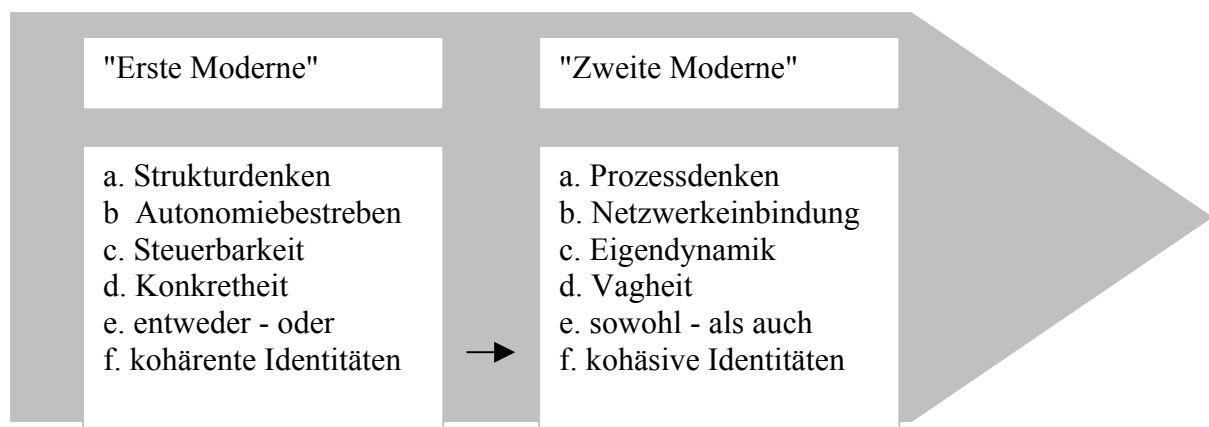 "Erste Moderne"
a. Strukturdenken
b  Autonomiebestreben
c. Steuerbarkeit
d. Konkretheit
e. entweder - oder
f. kohärente Identitäten
"Zweite Moderne"
a. Prozessdenken
b. Netzwerkeinbindung
c. Eigendynamik
d. Vagheit
e. sowohl - als auch
f. kohäsive Identitäten